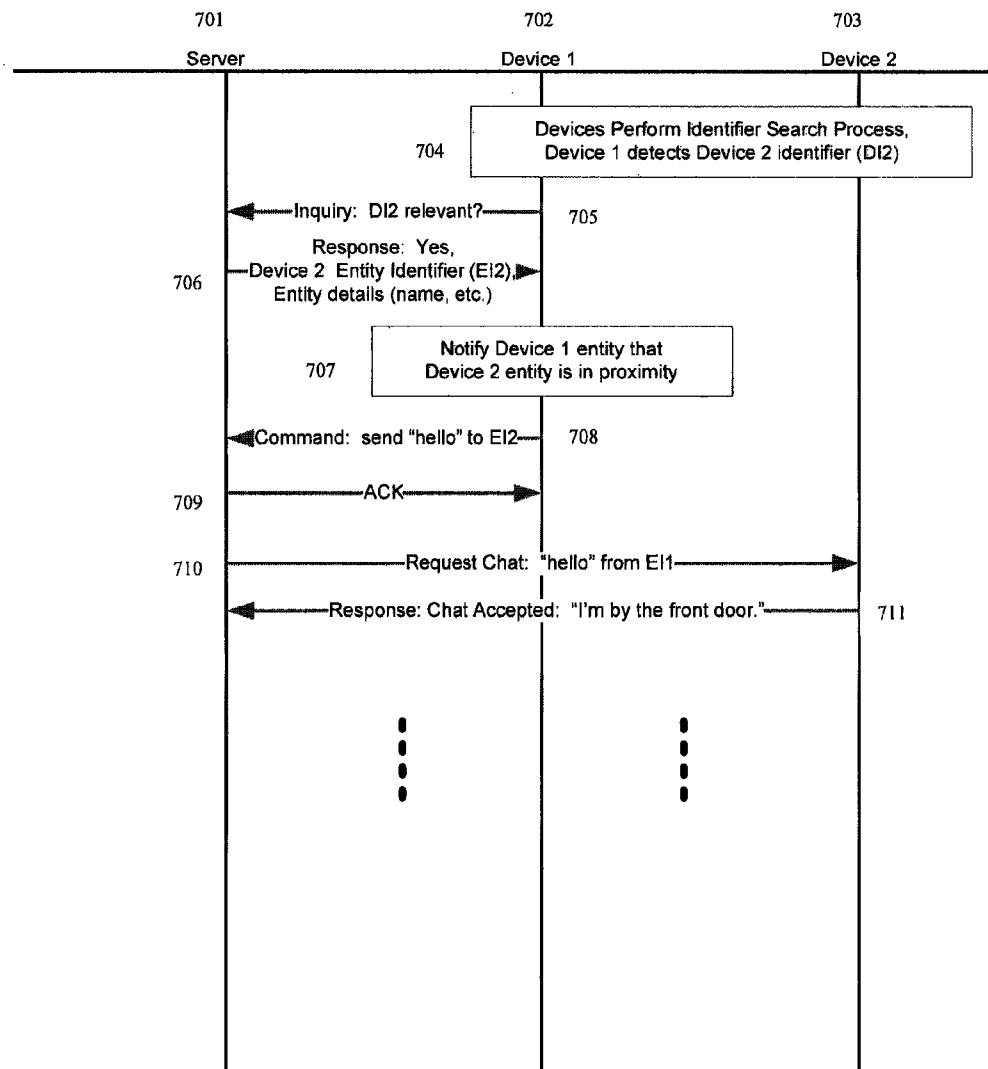 701 702 703
Server Device 1 Device 2
Devices Perform Identifier Search Process,
704 Device 1 detects Device 2 identifier (DI2)
Inquiry: DI2 relevant? 705
Response: Yes,
706 Device 2 Entity Identifier (EI2),
Entity details (name, etc.)
Notify Device 1 entity that
707 Device 2 entity is in proximity
Command: send "hello" to EI2 708
709 ACK
710 Request Chat: "hello" from EI1
Response: Chat Accepted: "I'm by the front door." 711